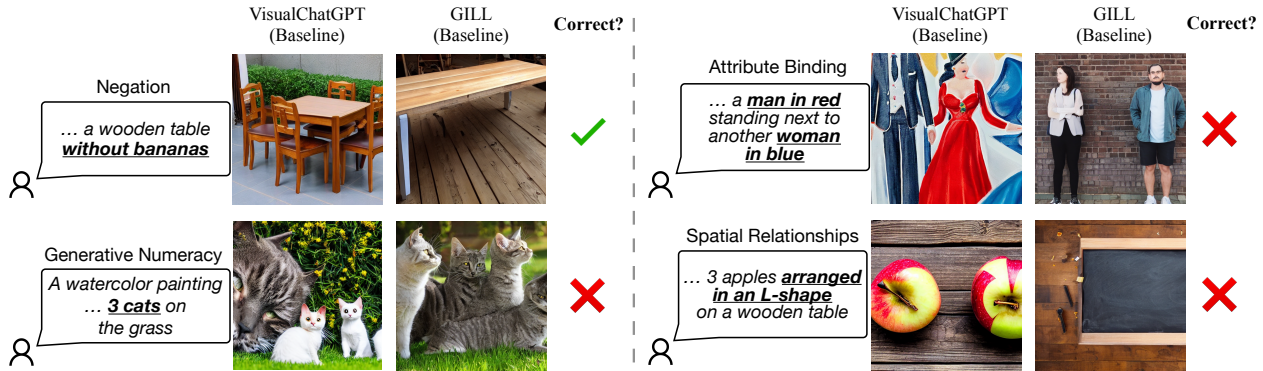 VisualChatGPT
(Baseline)
GILL
(Baseline)
Correct?
Negation
… a wooden table
without bananas
Generative Numeracy
A watercolor painting
… 3 cats on
the grass
VisualChatGPT
(Baseline)
GILL
(Baseline)
Correct?
Attribute Binding
… a man in red
standing next to
another woman
in blue
Spatial Relationships
… 3 apples arranged
in an L-shape
on a wooden table